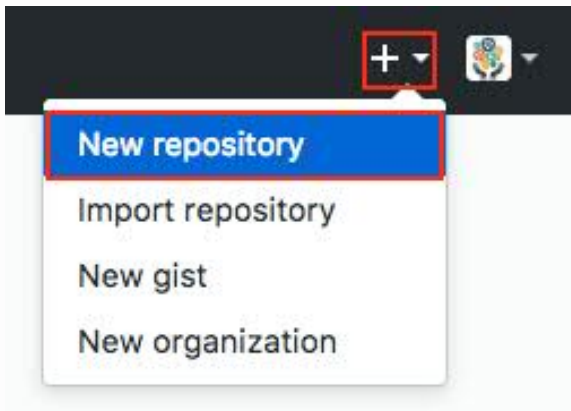 New repository
Import repository
New gist
New organization